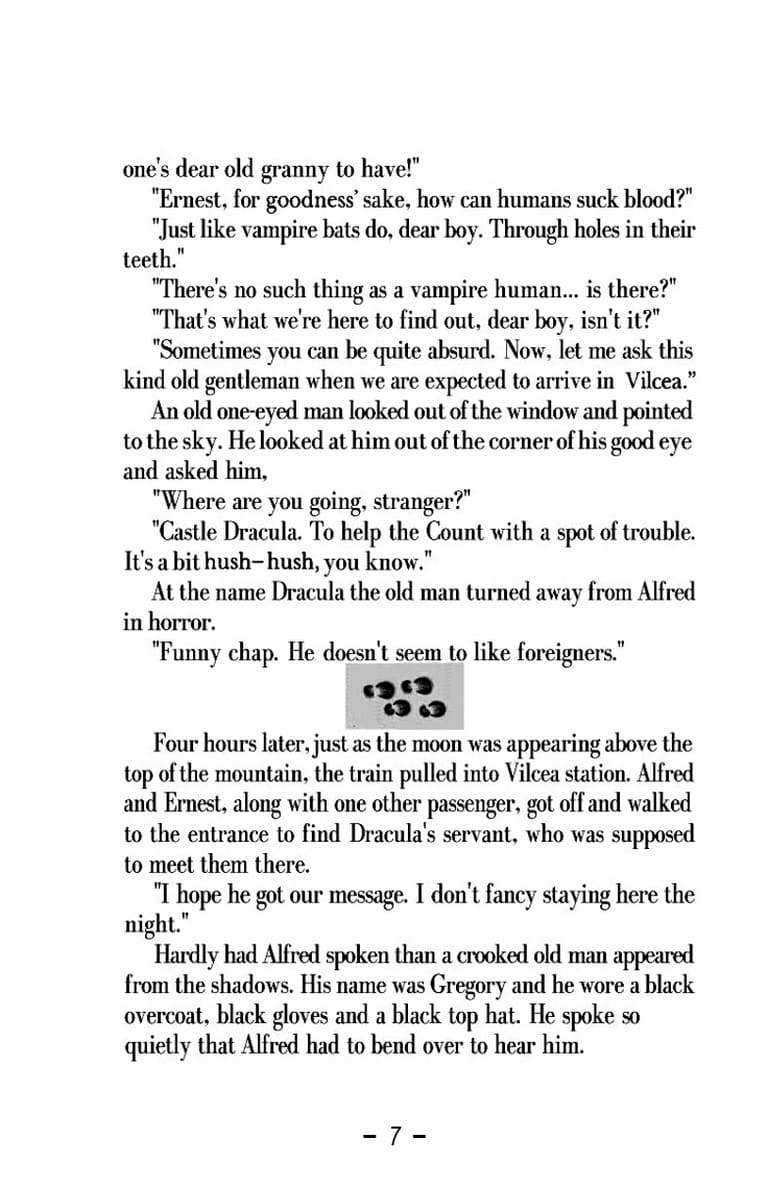 one's dear old granny to have!"
"Ernest, for goodness’ sake, how can humans suck blood?"
"Just like vampire bats do, dear boy. Through holes in their
teeth."
"There's no such thing as a vampire human... is there?"
"That's what we're here to find out, dear boy, isn't it?"
"Sometimes you can be quite absurd. Now, let me ask this
kind old gentleman when we are expected to arrive in Vilcea.”
An old one-eyed man looked out of the window and pointed
to the sky. He looked at him out of the corner of his good eye
and asked him,
"Where are you going, stranger?"
"Castle Dracula. To help the Count with a spot of trouble.
It's a bit hush-hush, you know."
At the name Dracula the old man turned away from Alfred
in horror.
"Funny chap. He doesn't seem to like foreigners."
Four hours later, just as the moon was appearing above the
top of the mountain, the train pulled into Vilcea station. Alfred
and Ernest, along with one other passenger, got off and walked
to the entrance to find Dracula's servant, who was supposed
to meet them there.
"I hope he got our message. I don't fancy staying here the
night."
Hardly had Alfred spoken than a crooked old man appeared
from the shadows. His name was Gregory and he wore a black
overcoat, black gloves and a black top hat. He spoke so
quietly that Alfred had to bend over to hear him.
- 7 -